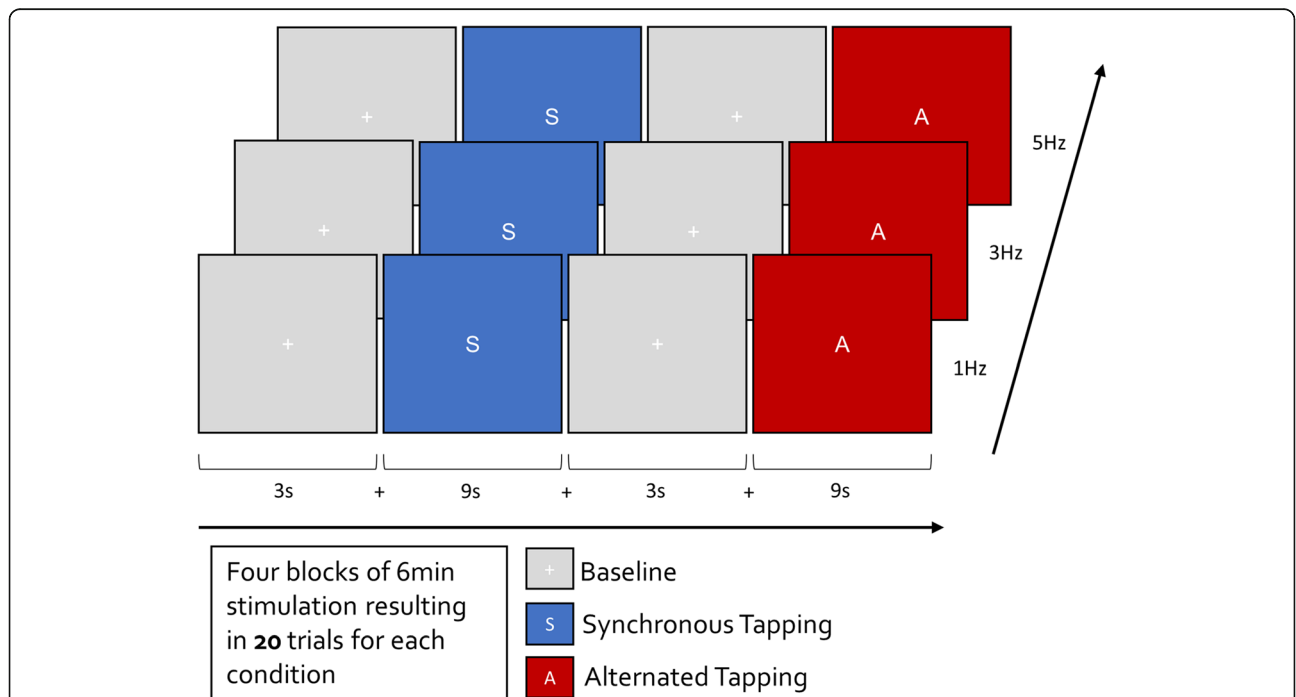 + S + A
5Hz
+ S + A
3Hz
+ S + A
1Hz
3s + 9s + 3s + 9s
Four blocks of 6min
stimulation resulting
in 20 trials for each
condition
+ Baseline
S Synchronous Tapping
A Alternated Tapping